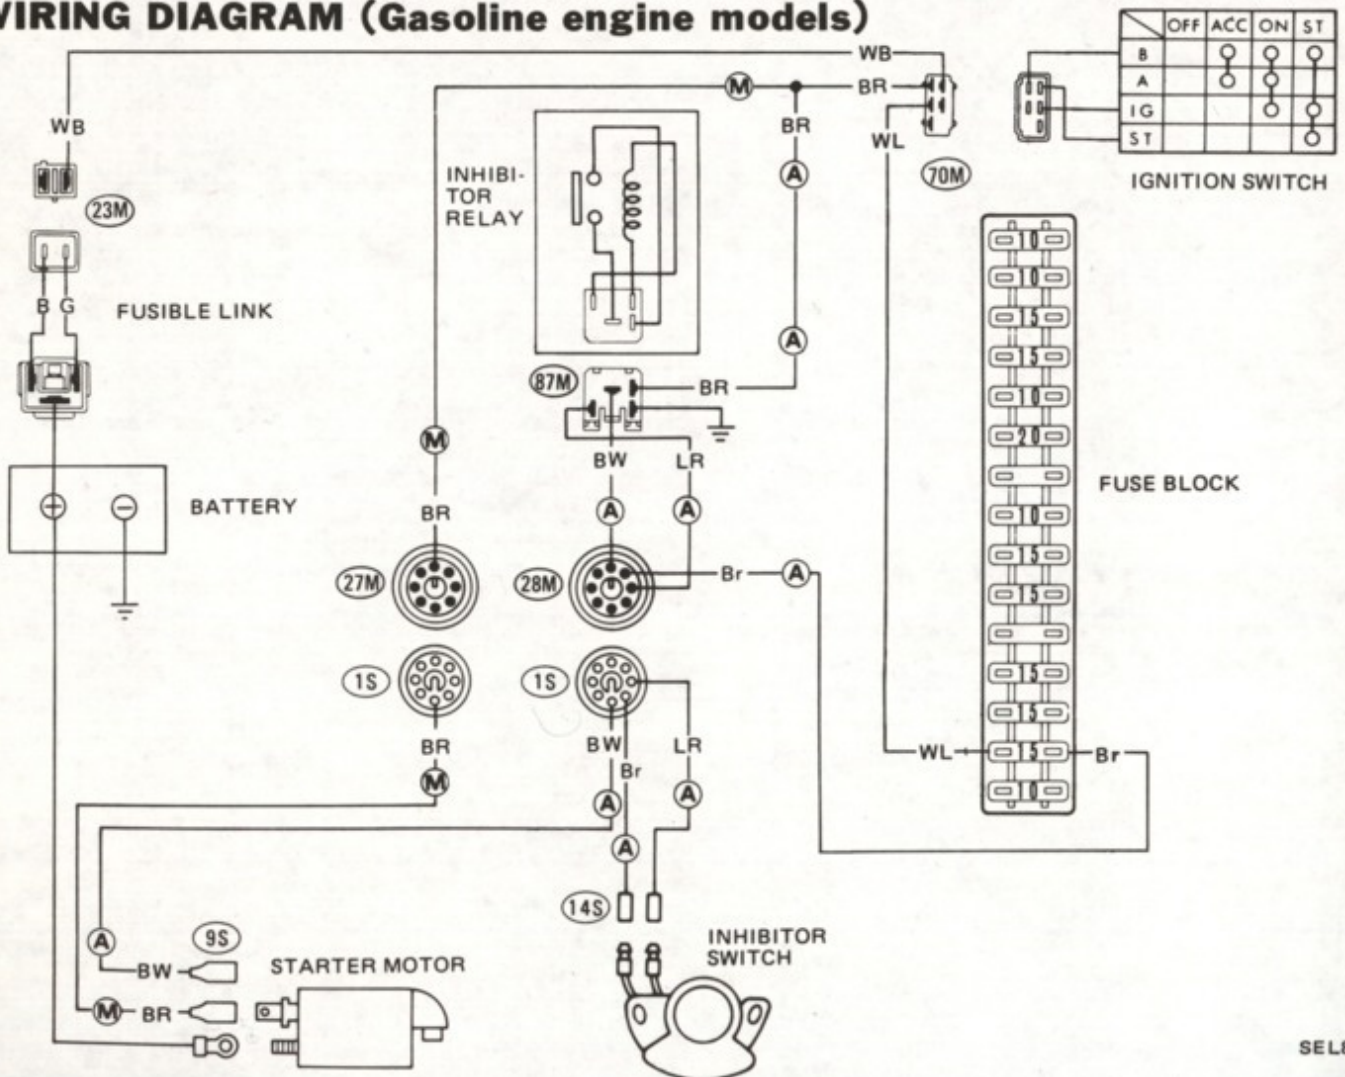 WIRING DIAGRAM (Gasoline engine models)
OFF ACC ON ST
B
A
IG
ST
IGNITION SWITCH
WB
M
BR
WB
BR
WL
A
70M
INHIBI-
TOR
RELAY
23M
B G
FUSIBLE LINK
A
87M
BR
10
10
15
15
10
20
10
15
15
15
15
15
10
FUSE BLOCK
M
BW
LR
BATTERY
BR
A
A
27M
28M
Br
A
1S
1S
BR
BW
Br
LR
M
A
A
A
WL
Br
14S
INHIBITOR
SWITCH
A
9S
BW
STARTER MOTOR
M
BR